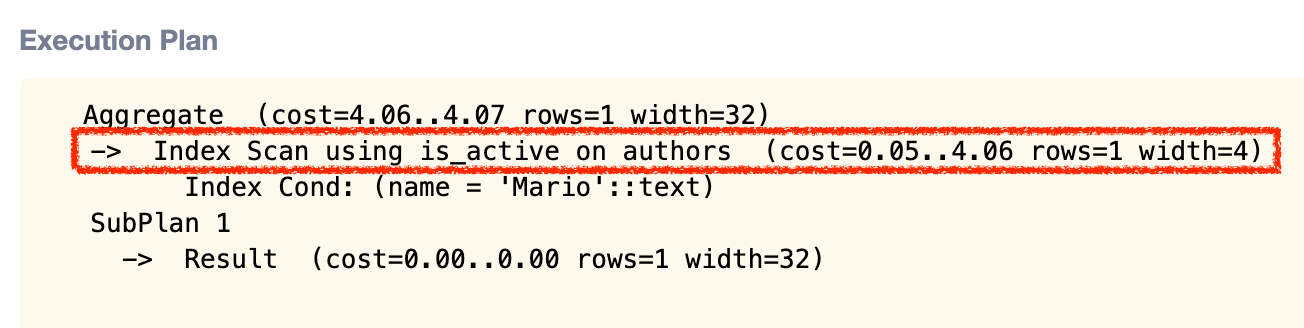 Execution Plan
Aggregate  (cost=4.06..4.07 rows=1 width=32)
->  Index Scan using is_active on authors  (cost=0.05..4.06 rows=1 width=4)
Index Cond: (name = 'Mario'::text)
SubPlan 1
->  Result  (cost=0.00..0.00 rows=1 width=32)